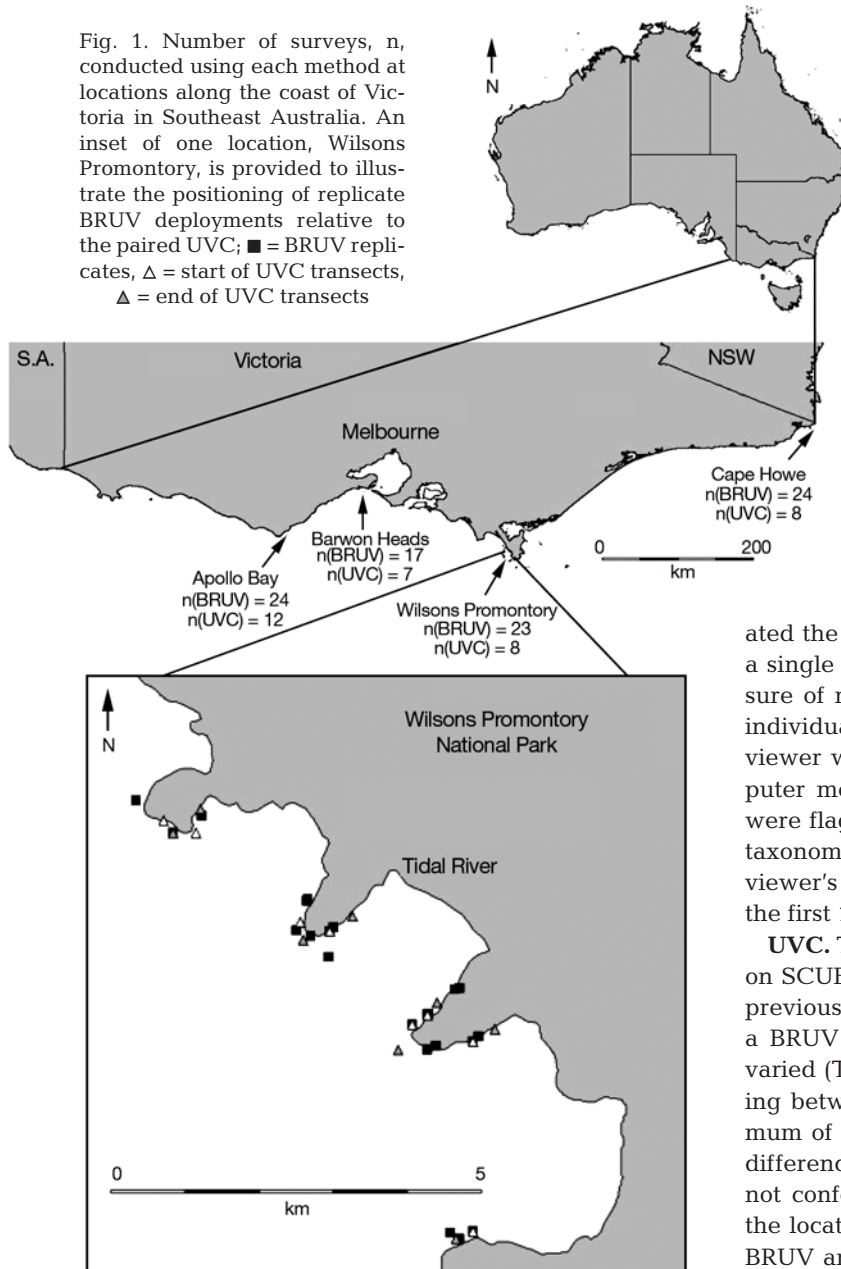 Fig. 1. Number of surveys, n,
conducted using each method at
locations along the coast of Vic-
toria in Southeast Australia. An
inset of one location, Wilsons
Promontory, is provided to illus-
trate the positioning of replicate
BRUV deployments relative to
the paired UVC; ■ = BRUV repli-
cates, △ = start of UVC transects,
▲ = end of UVC transects
N
S.A.
Victoria
NSW
Melbourne
Cape Howe
n(BRUV) = 24
n(UVC) = 8
Barwon Heads
n(BRUV) = 17
n(UVC) = 7
Apollo Bay
n(BRUV) = 24
n(UVC) = 12
Wilsons Promontory
n(BRUV) = 23
n(UVC) = 8
0 200
km
N
Wilsons Promontory
National Park
Tidal River
0 5
km
ated the
a single
sure of
individua
viewer w
puter mo
were flag
taxonom
viewer's
the first
UVC. T
on SCUB
previous
a BRUV
varied (T
ing betw
mum of
difference
not confo
the locat
BRUV an